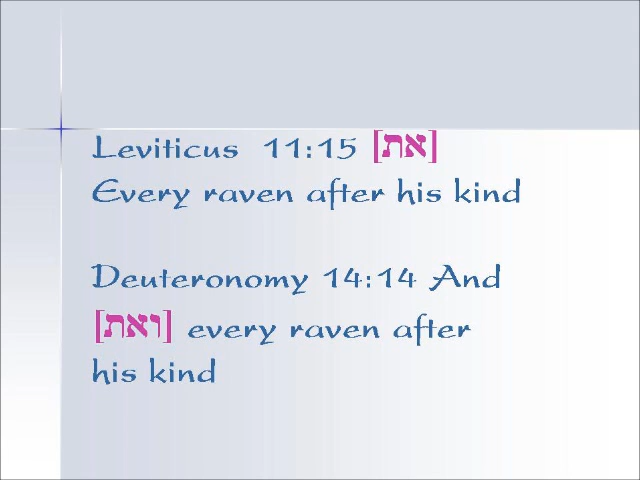 Leviticus 11:15 [את]
Every raven after his kind
Deuteronomy 14:14 And
[ואת] every raven after
his kind